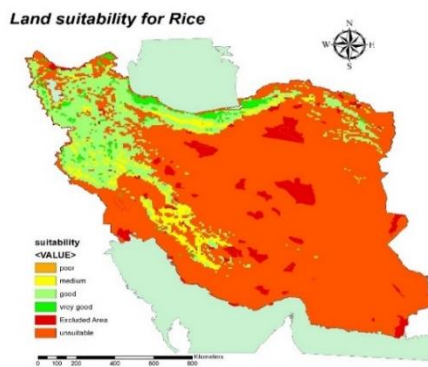 Land suitability for Rice
N
W E
S
suitability
<VALUE>
poor
medium
good
vrey good
Excluded Area
unsuitable
Kilometers
0 100 200 400 600 800